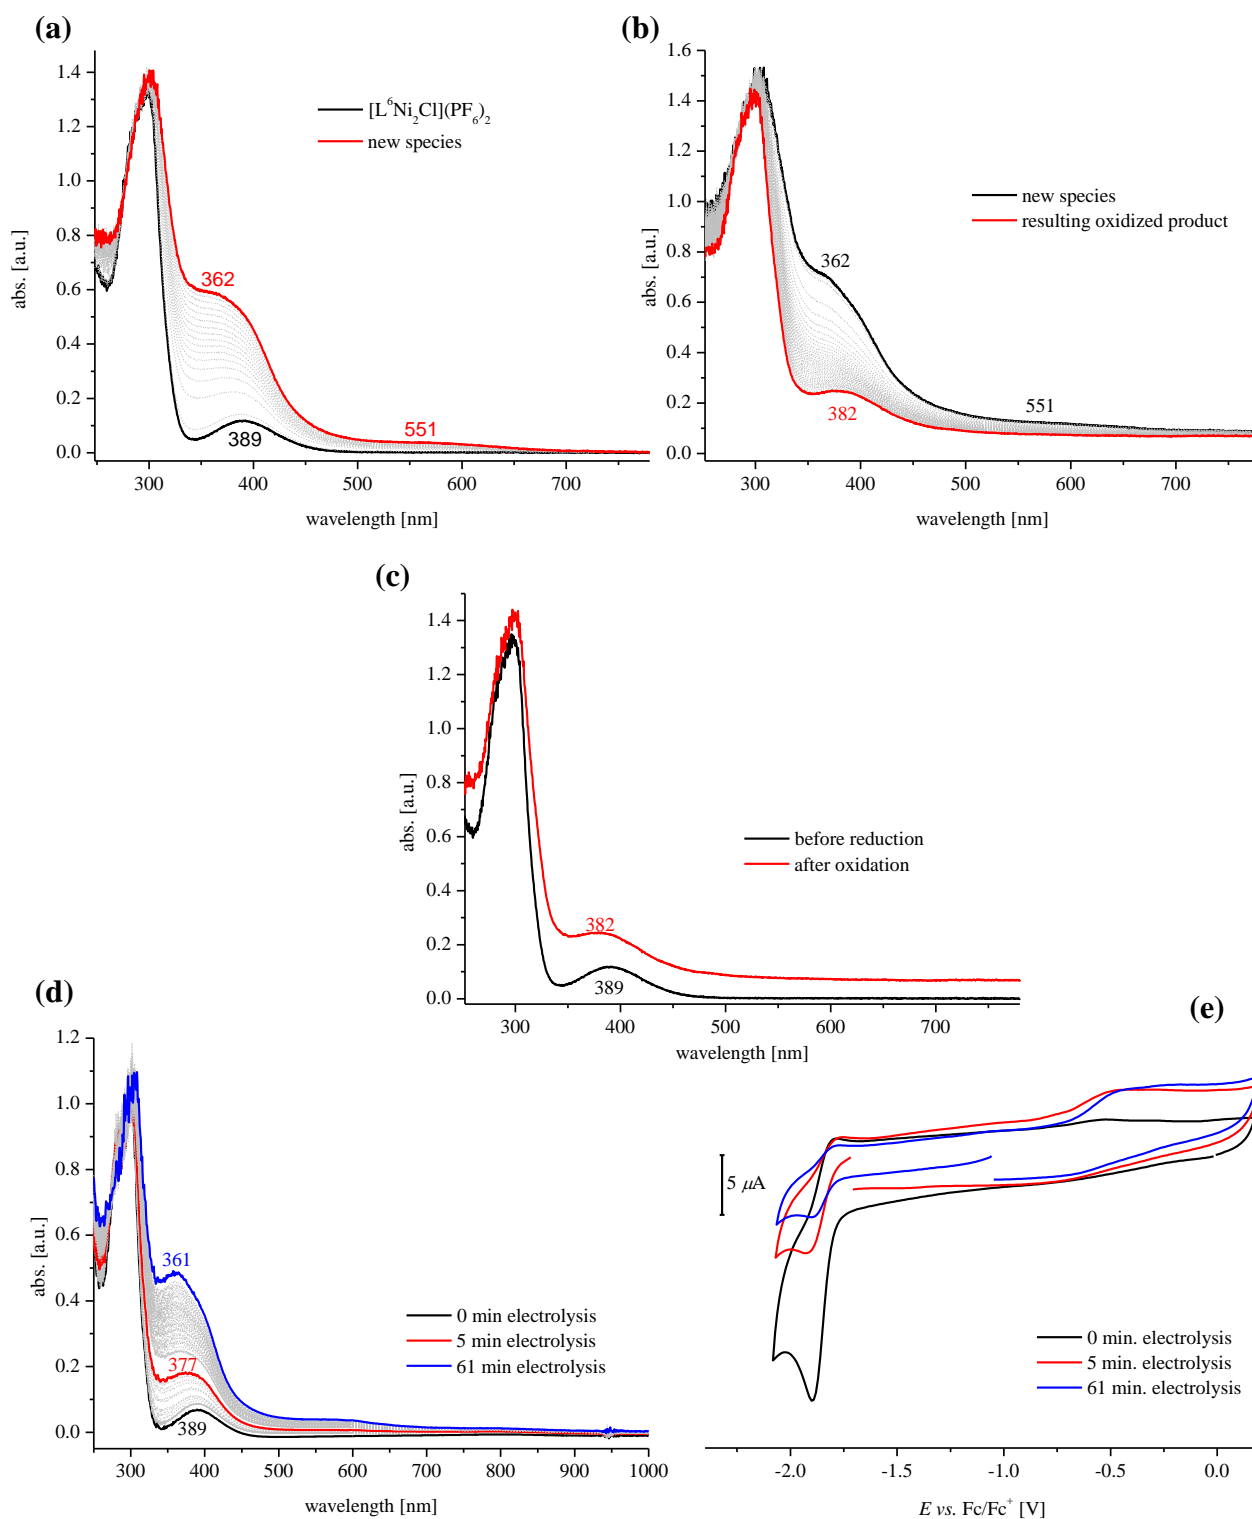 (a)
1.4
1.2
1.0
0.8
0.6
0.4
0.2
0.0
abs. [a.u.]
[L⁶Ni₂Cl](PF₆)₂
new species
362
389
551
300 400 500 600 700
wavelength [nm]
(b)
1.6
1.4
1.2
1.0
0.8
0.6
0.4
0.2
0.0
abs. [a.u.]
new species
resulting oxidized product
362
382
551
300 400 500 600 700
wavelength [nm]
(c)
1.4
1.2
1.0
0.8
0.6
0.4
0.2
0.0
abs. [a.u.]
before reduction
after oxidation
382
389
300 400 500 600 700
wavelength [nm]
(d)
1.2
1.0
0.8
0.6
0.4
0.2
0.0
abs. [a.u.]
361
377
389
0 min electrolysis
5 min electrolysis
61 min electrolysis
300 400 500 600 700 800 900 1000
wavelength [nm]
(e)
5 µA
0 min. electrolysis
5 min. electrolysis
61 min. electrolysis
-2.0 -1.5 -1.0 -0.5 0.0
E vs. Fc/Fc⁺ [V]